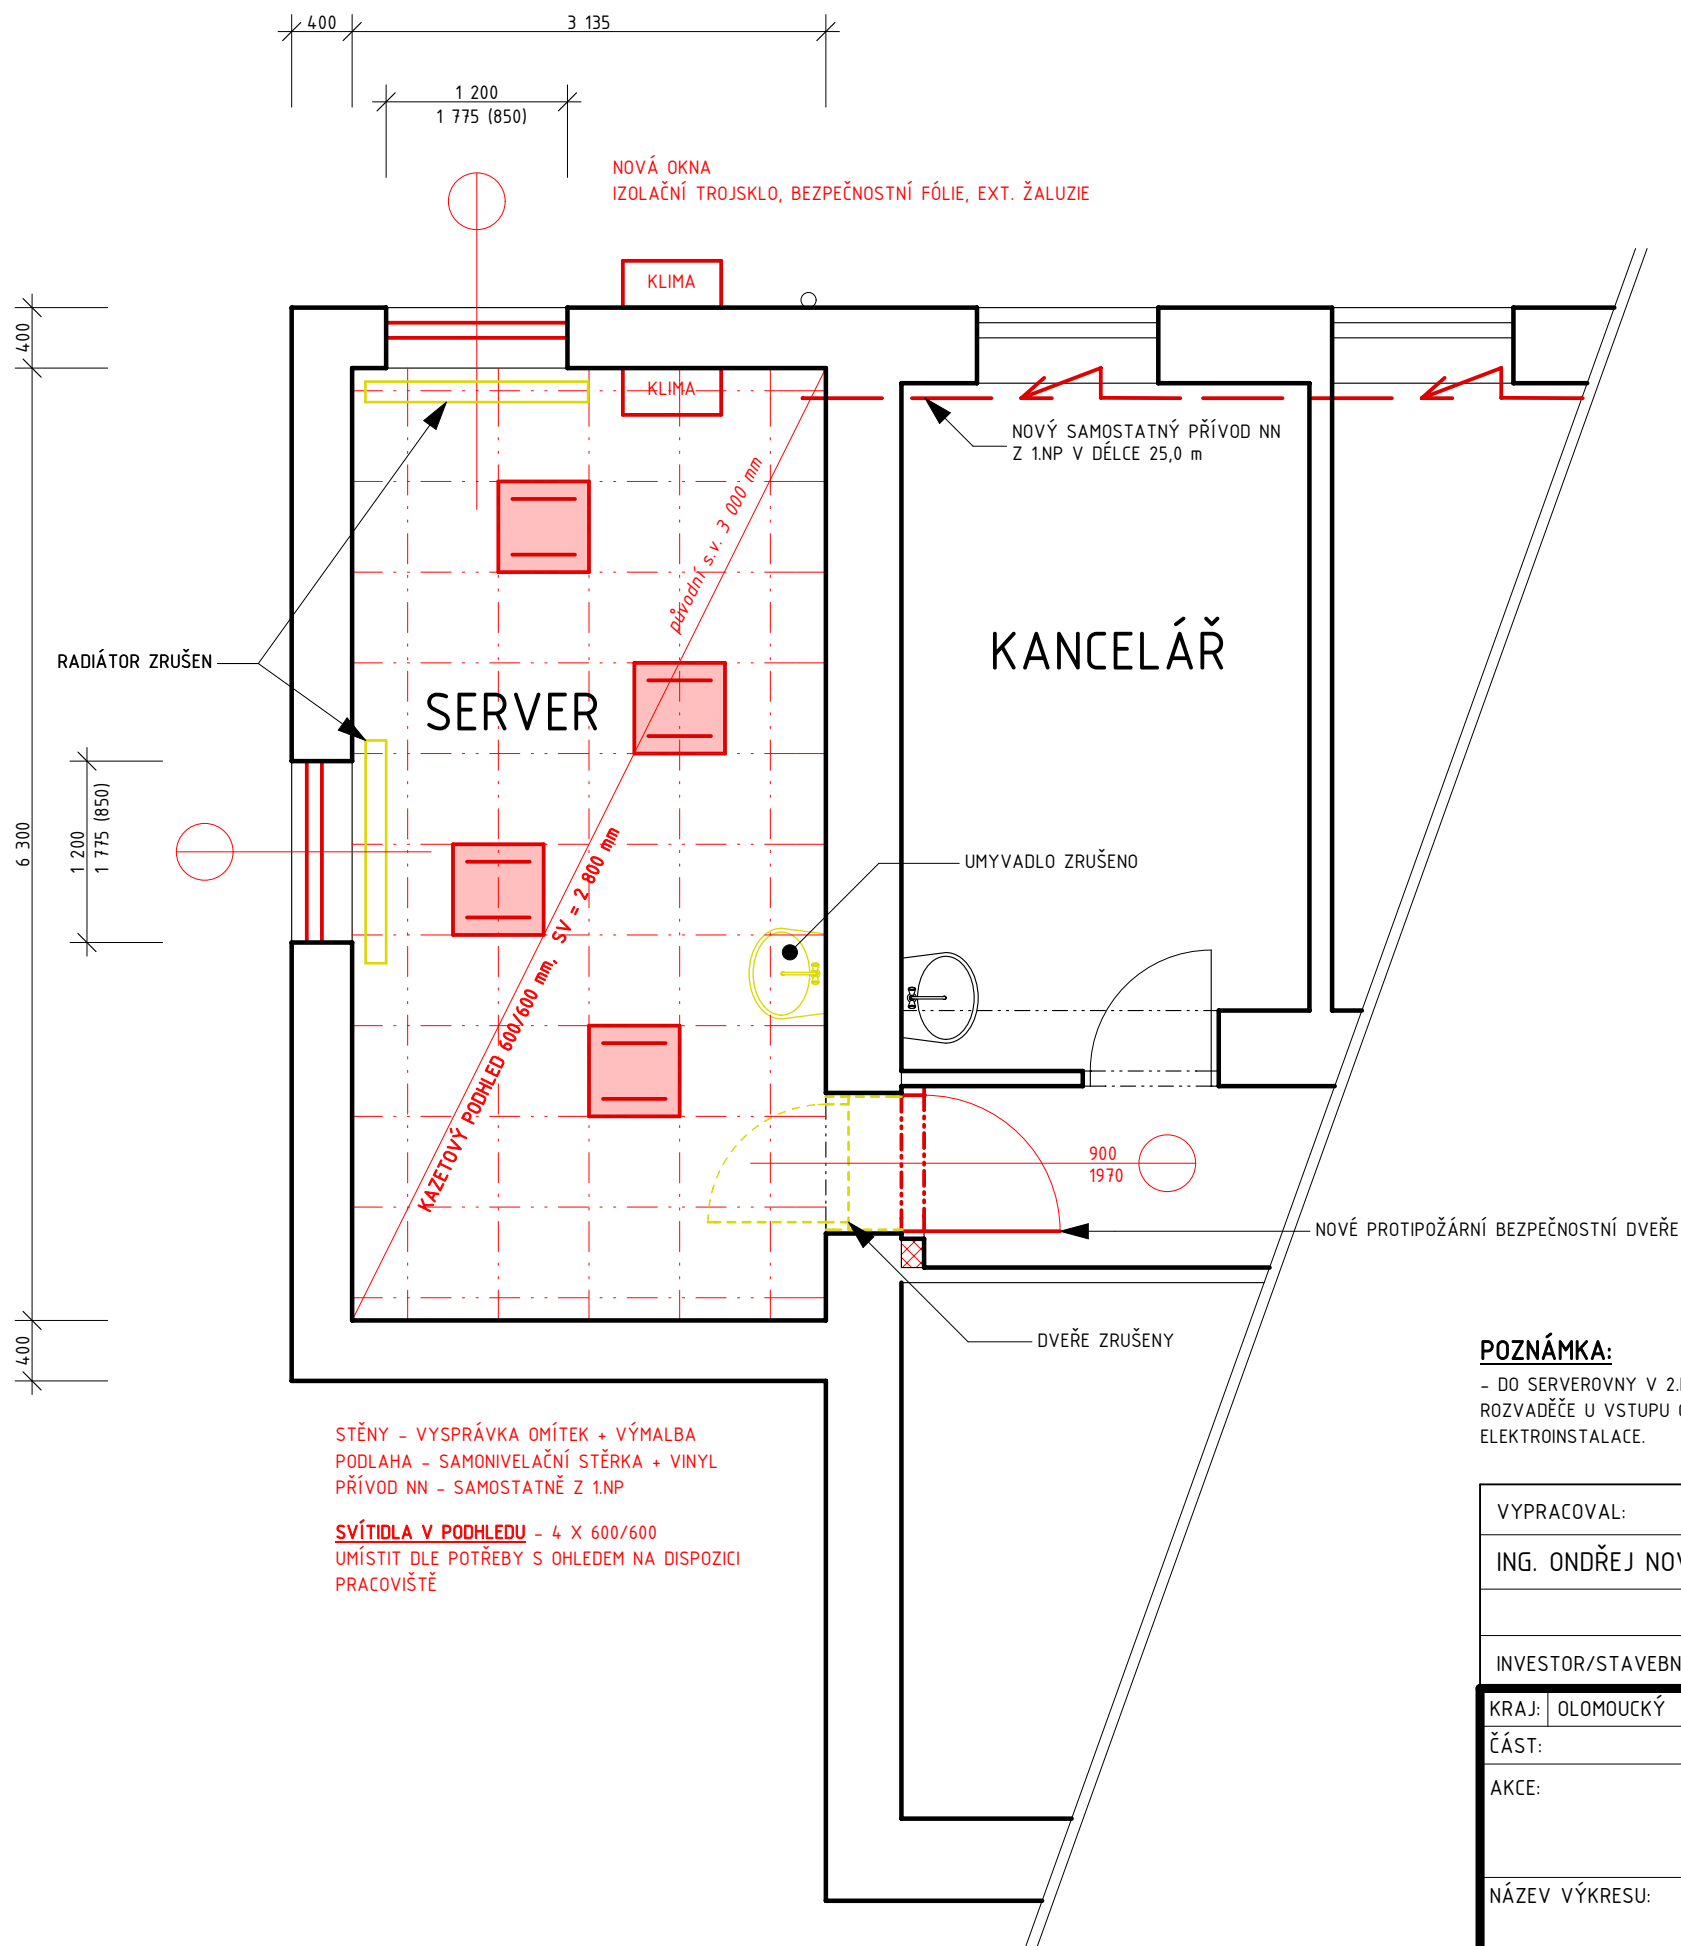 400
3 135
1 200
1 775 (850)
NOVÁ OKNA
IZOLAČNÍ TROJSKLO, BEZPEČNOSTNÍ FÓLIE, EXT. ŽALUZIE
KLIMA
KLIMA
400
NOVÝ SAMOSTATNÝ PŘÍVOD NN
Z 1.NP V DÉLCE 25,0 m
původní s.v. 3 000 mm
KANCELÁŘ
RADIÁTOR ZRUŠEN
SERVER
6 300
1 200
1 775 (850)
UMYVADLO ZRUŠENO
KAZETOVÝ PODHLED 600/600 mm, SV = 2 800 mm
900
1970
NOVÉ PROTIPOŽÁRNÍ BEZPEČNOSTNÍ DVEŘE
DVEŘE ZRUŠENY
400
POZNÁMKA:
- DO SERVEROVNY V 2.
ROZVADĚČE U VSTUPU
ELEKTROINSTALACE.
STĚNY - VYSPRÁVKA OMÍTEK + VÝMALBA
PODLAHA - SAMONIVELAČNÍ STĚRKA + VINYL
PŘÍVOD NN - SAMOSTATNĚ Z 1.NP
SVÍTIDLA V PODHLEDU - 4 X 600/600
UMÍSTIT DLE POTŘEBY S OHLEDEM NA DISPOZICI
PRACOVIŠTĚ
VYPRACOVAL:
ING. ONDŘEJ NOV
INVESTOR/STAVEBN
KRAJ: OLOMOUCKÝ
ČÁST:
AKCE:
NÁZEV VÝKRESU: